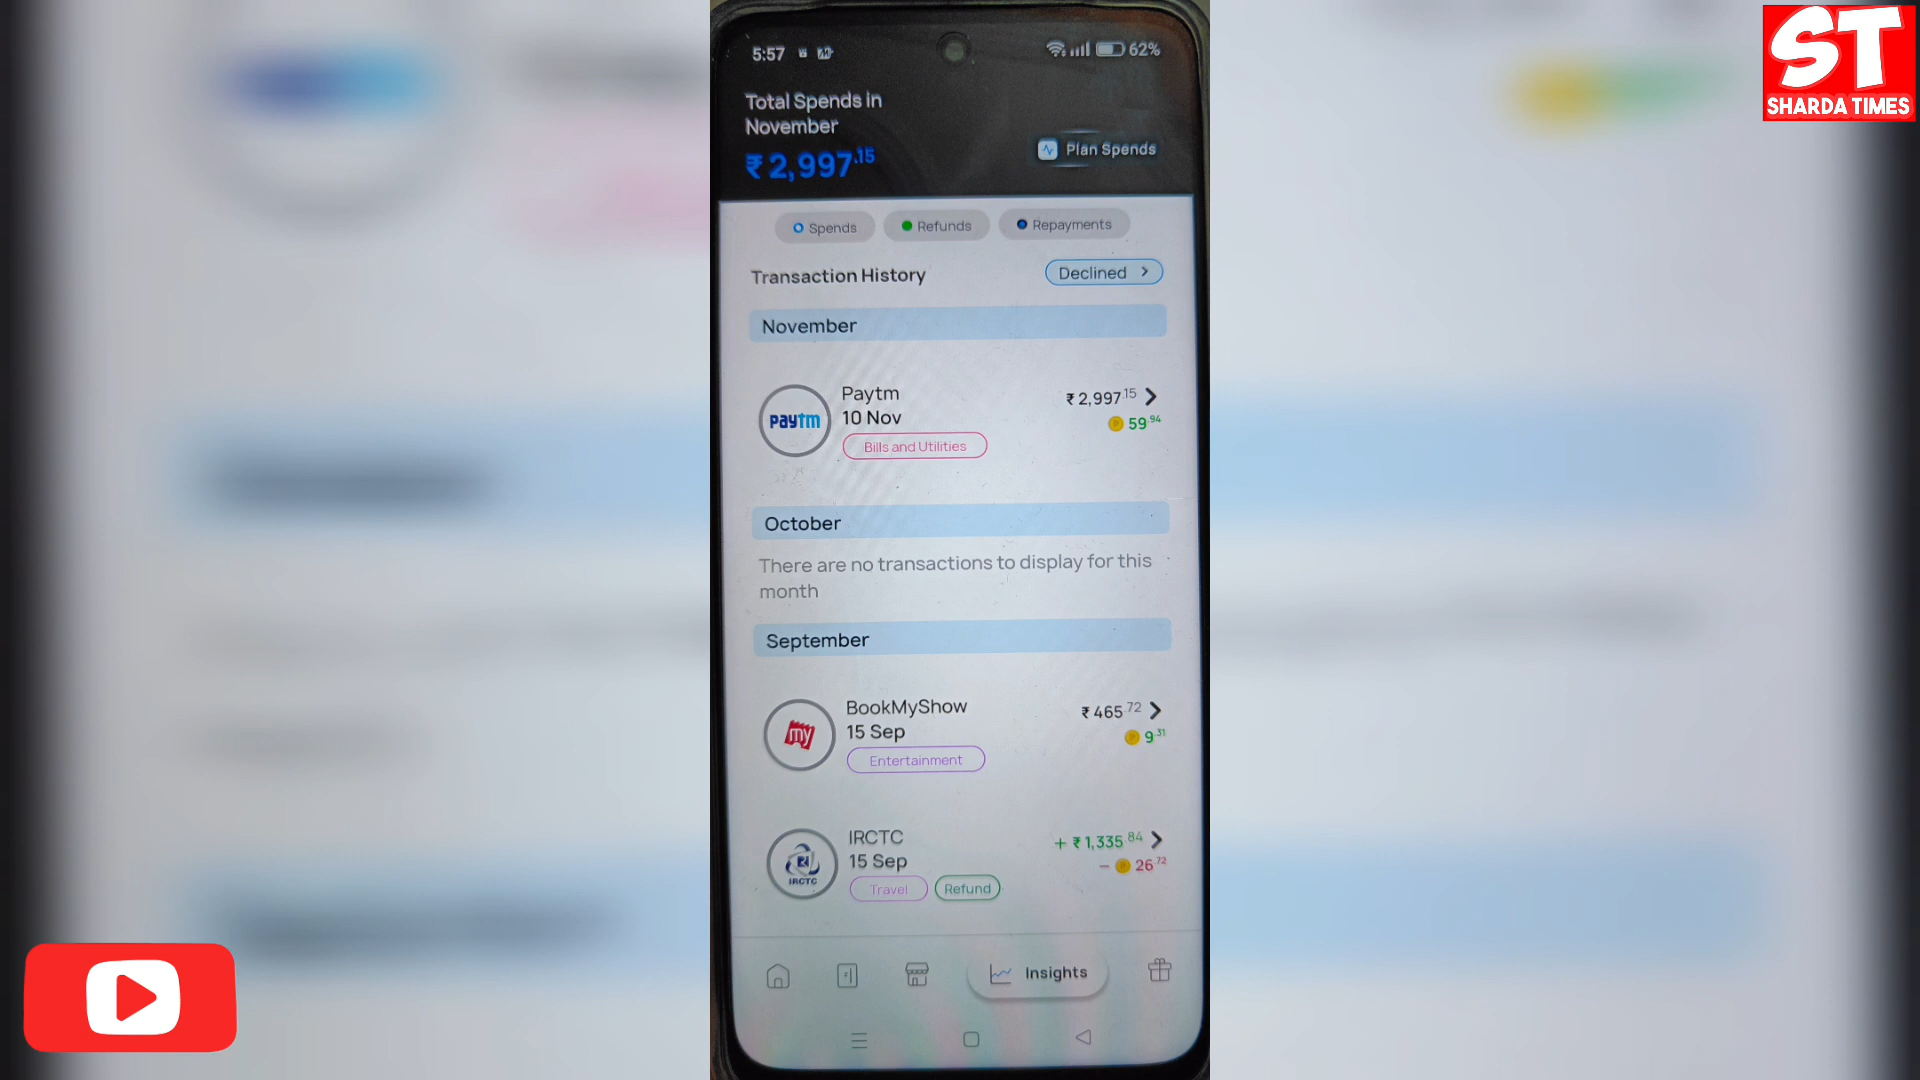 ST
SHARDA TIMES
5:57
62%
Total Spends in
November
₹ 2,997.15
Plan Spends
Spends
Refunds
Repayments
Transaction History
Declined
November
Paytm
₹ 2,997.15
paytm
10 Nov
59.94
Bills and Utilities
October
There are no transactions to display for this
month
September
BookMyShow
₹ 465.72
my
15 Sep
9.31
Entertainment
IRCTC
+ ₹ 1,335.84
15 Sep
- 26.72
IRCTC
Travel
Refund
Insights